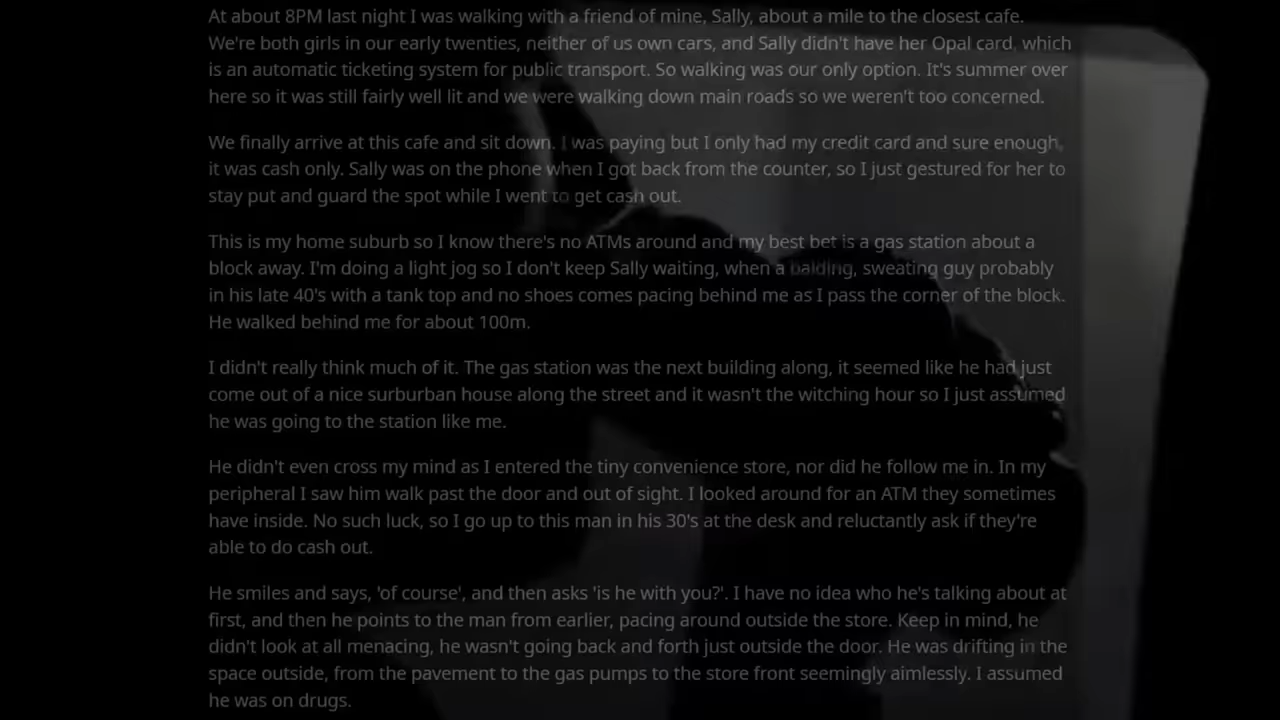 At about 8PM last night I was walking with a friend of mine, Sally, about a mile to the closest cafe.
We're both girls in our early twenties, neither of us own cars, and Sally didn't have her Opal card, which
is an automatic ticketing system for public transport. So walking was our only option. It's summer over
here so it was still fairly well lit and we were walking down main roads so we weren't too concerned.
We finally arrive at this cafe and sit down. I was paying but I only had my credit card and sure enough,
it was cash only. Sally was on the phone when I got back from the counter, so I just gestured for her to
stay put and guard the spot while I went to get cash out.
This is my home suburb so I know there's no ATMs around and my best bet is a gas station about a
block away. I'm doing a light jog so I don't keep Sally waiting, when a balding, sweating guy probably
in his late 40's with a tank top and no shoes comes pacing behind me as I pass the corner of the block.
He walked behind me for about 100m.
I didn't really think much of it. The gas station was the next building along, it seemed like he had just
come out of a nice surburban house along the street and it wasn't the witching hour so I just assumed
he was going to the station like me.
He didn't even cross my mind as I entered the tiny convenience store, nor did he follow me in. In my
peripheral I saw him walk past the door and out of sight. I looked around for an ATM they sometimes
have inside. No such luck, so I go up to this man in his 30's at the desk and reluctantly ask if they're
able to do cash out.
He smiles and says, 'of course', and then asks 'is he with you?'. I have no idea who he's talking about at
first, and then he points to the man from earlier, pacing around outside the store. Keep in mind, he
didn't look at all menacing, he wasn't going back and forth just outside the door. He was drifting in the
space outside, from the pavement to the gas pumps to the store front seemingly aimlessly. I assumed
he was on drugs.